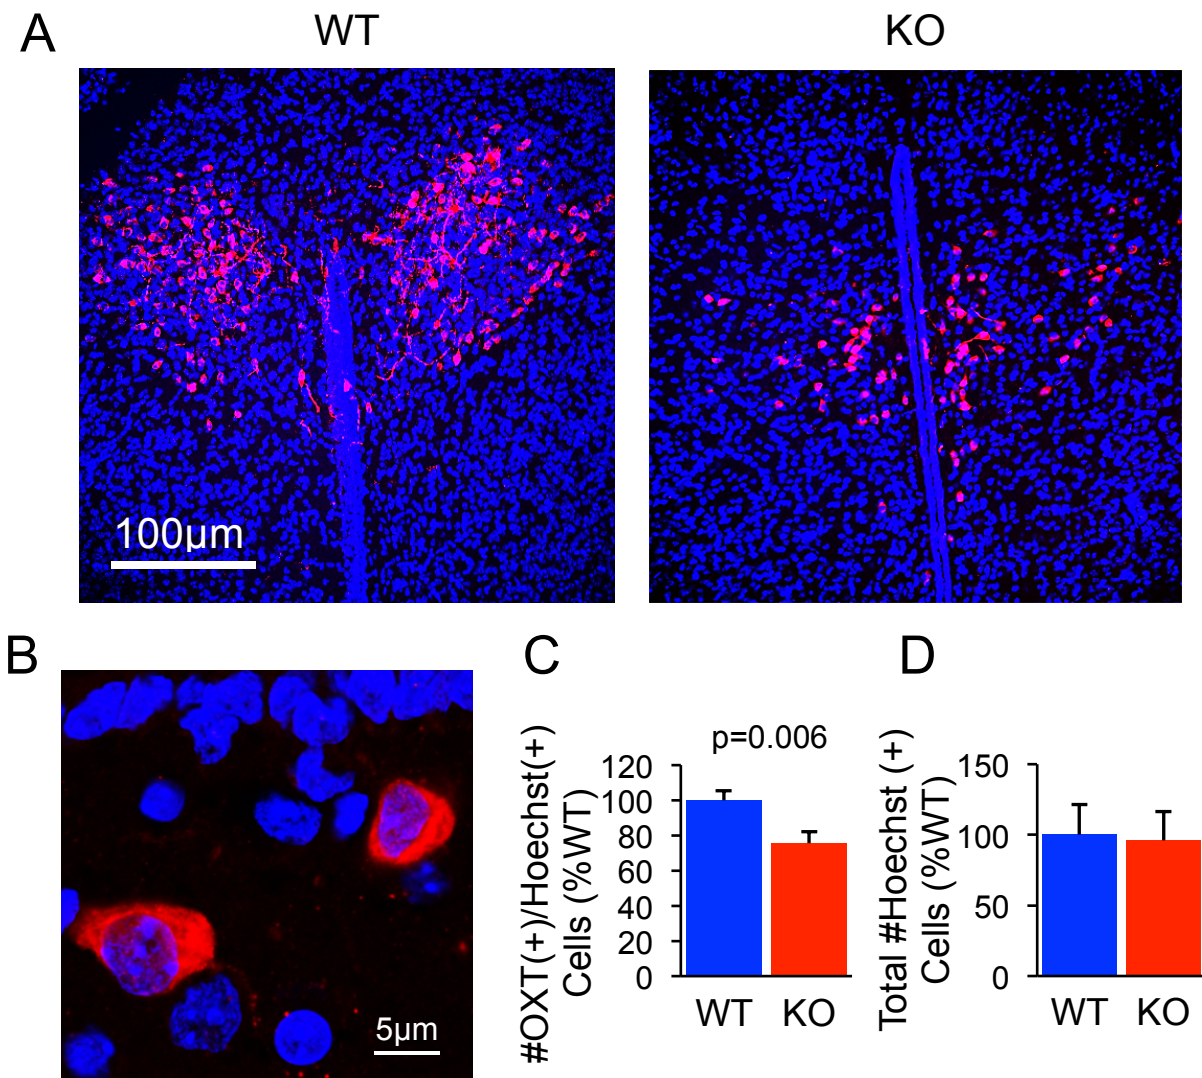 A
WT
KO
100μm
B
5μm
C
#OXT(+)/Hoechst(+)
Cells (%WT)
p=0.006
120
100
80
60
40
20
0
WT
KO
D
Total #Hoechst (+)
Cells (%WT)
150
100
50
0
WT
KO